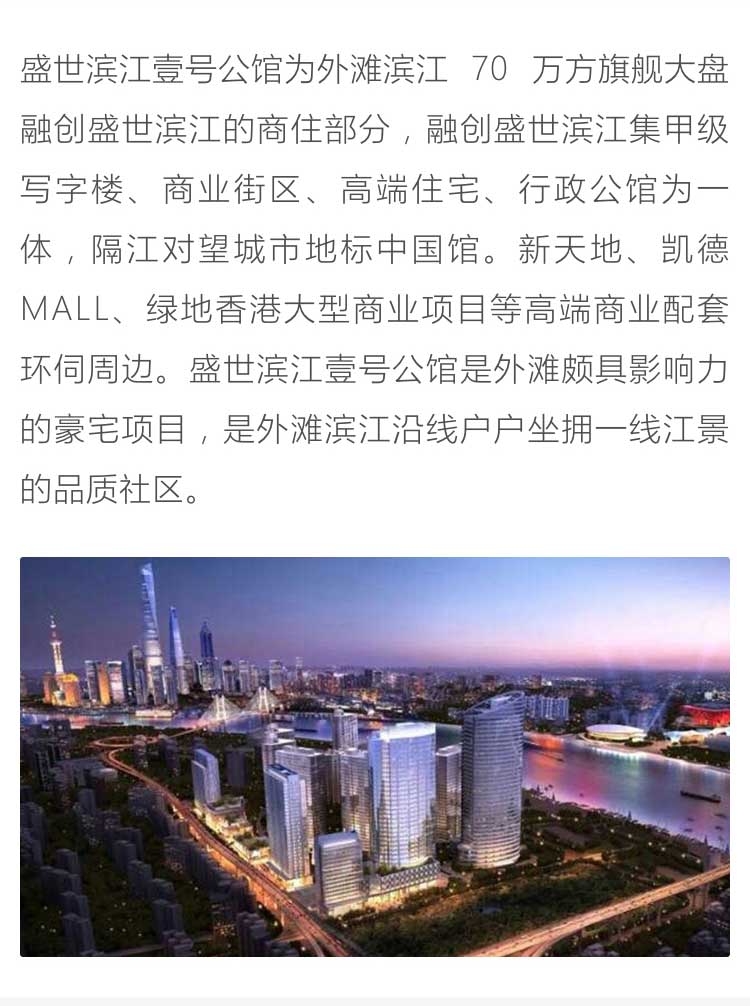 盛世滨江壹号公馆为外滩滨江 70 万方旗舰大盘
融创盛世滨江的商住部分，融创盛世滨江集甲级
写字楼、商业街区、高端住宅、行政公馆为一
体，隔江对望城市地标中国馆。新天地、凯德
MALL、绿地香港大型商业项目等高端商业配套
环伺周边。盛世滨江壹号公馆是外滩颇具影响力
的豪宅项目，是外滩滨江沿线户户坐拥一线江景
的品质社区。